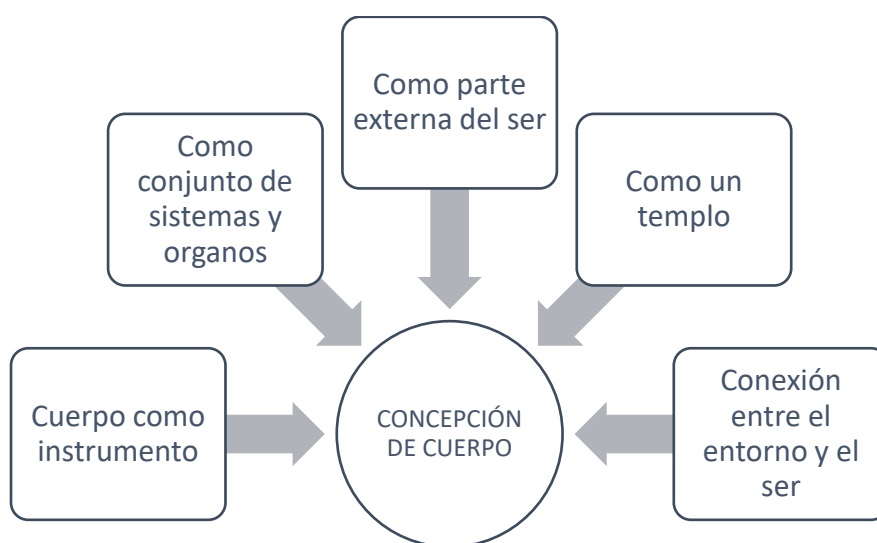 Como parte
externa del ser
Como
conjunto de
sistemas y
organos
Como un
templo
Cuerpo como
instrumento
CONCEPCIÓN
DE CUERPO
Conexión
entre el
entorno y el
ser